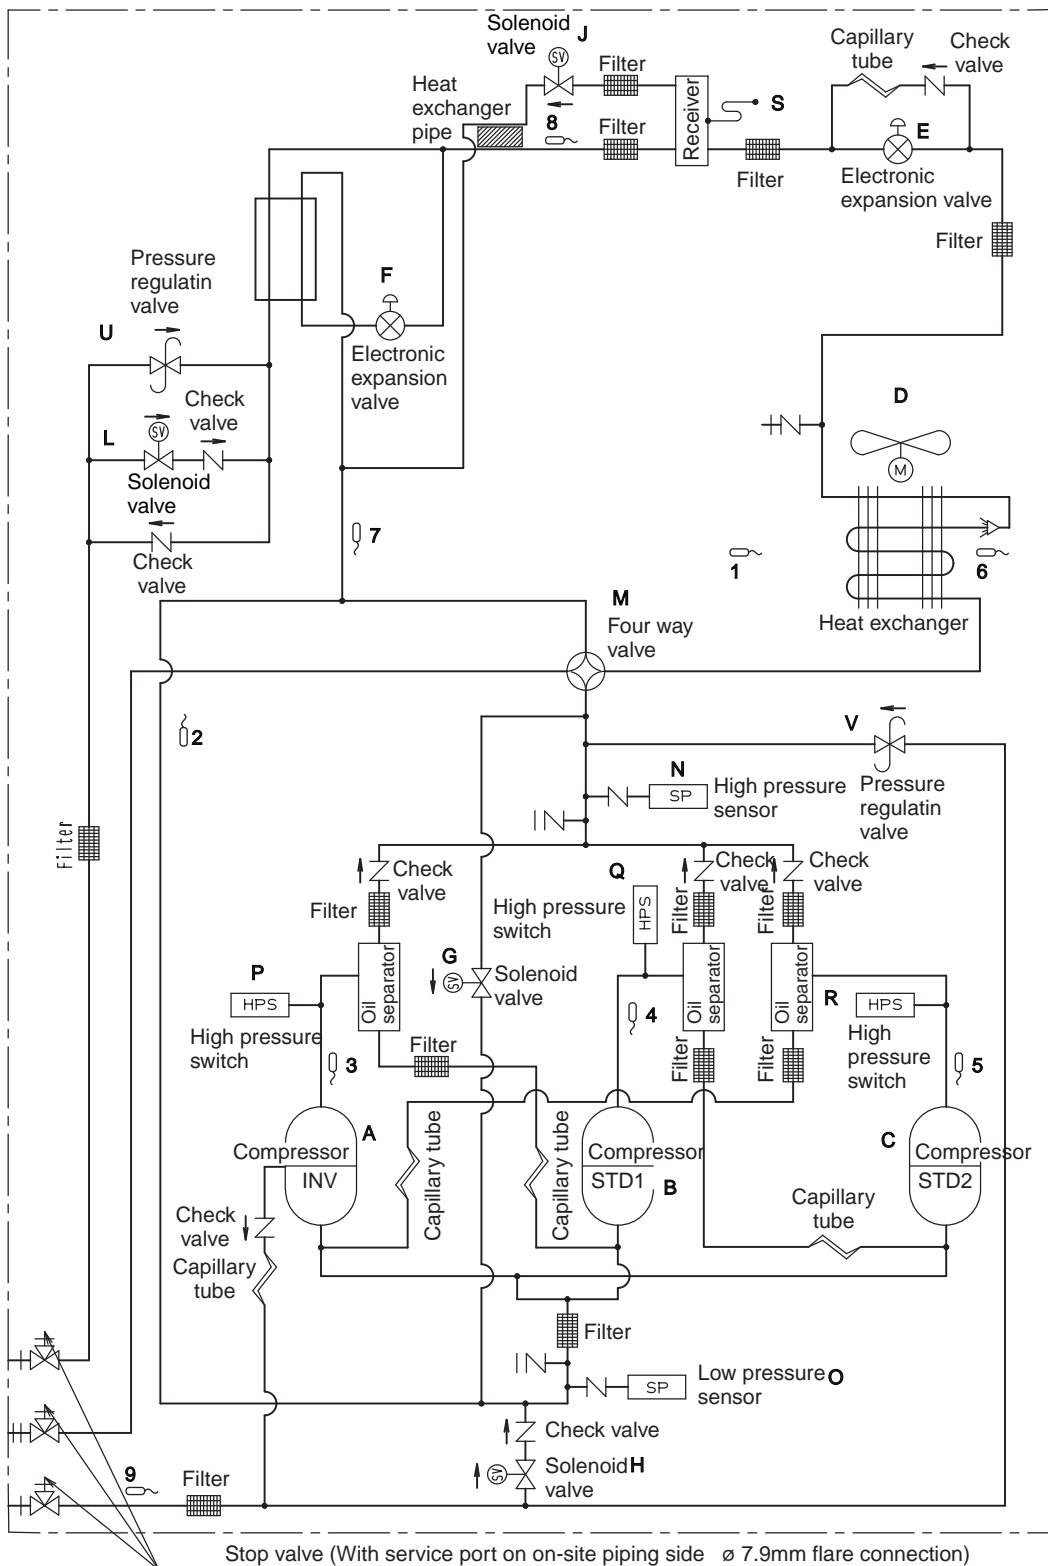 Solenoid
valve
J
SV
Filter
Capillary
tube
Check
valve
Heat
exchanger
pipe
8
Filter
Receiver
S
E
Filter
Electronic
expansion valve
Filter
Pressure
regulatin
valve
F
U
Electronic
expansion
valve
Check
valve
L
SV
Solenoid
valve
D
M
7
Check
valve
1
6
Heat exchanger
M
Four way
valve
2
V
N
SP
High pressure
sensor
Pressure
regulatin
valve
Filter
Check
valve
Check
valve
Check
valve
Q
High pressure
switch
HPS
Filter
Filter
Filter
P
HPS
High pressure
switch
Oil
separator
G
SV
Solenoid
valve
4
Oil
separator
Oil
separator
R
HPS
High
pressure
switch
3
Filter
Filter
Filter
5
A
Compressor
INV
Capillary tube
Capillary tube
Compressor
STD1
B
C
Compressor
STD2
Check
valve
Capillary
tube
Capillary
tube
Filter
SP
Low pressure
sensor
O
Check valve
9
Filter
SV
Solenoid
valve
H
Stop valve (With service port on on-site piping side ø 7.9mm flare connection)